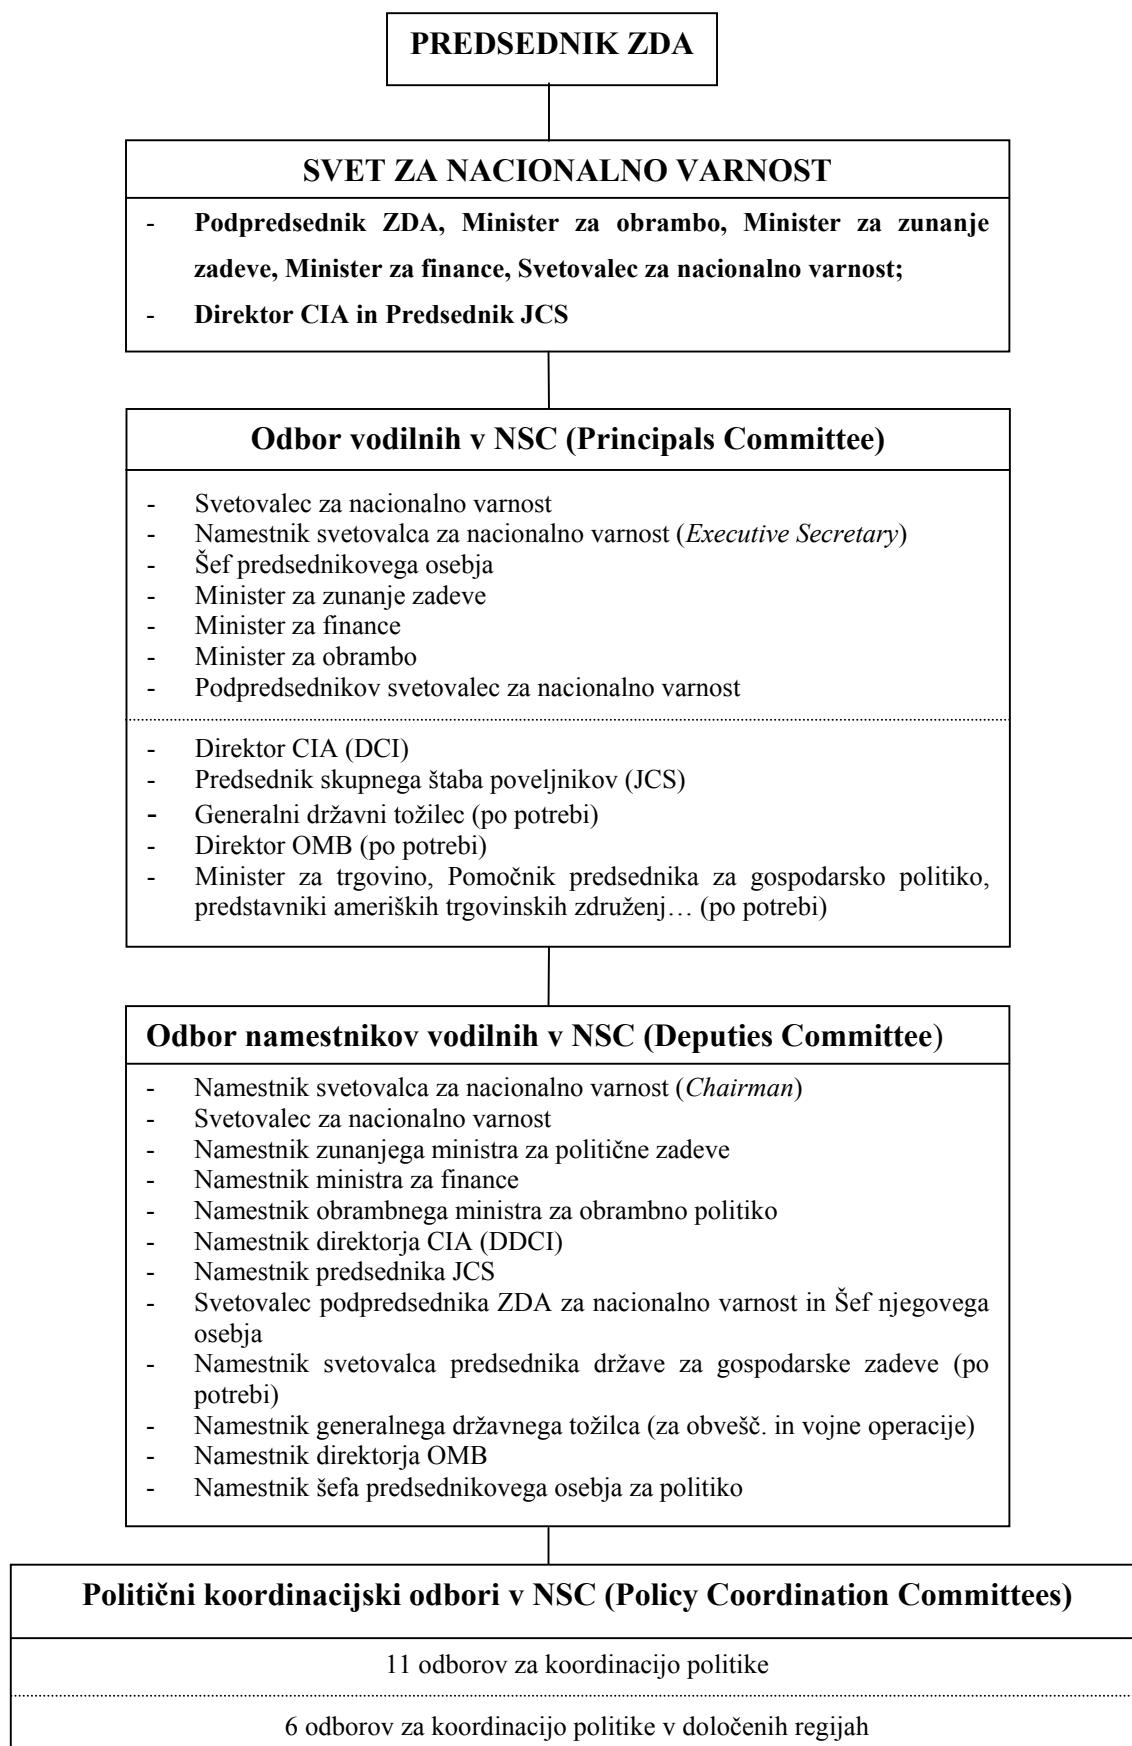 PREDSEDNIK ZDA
SVET ZA NACIONALNO VARNOST
- Podpredsednik ZDA, Minister za obrambo, Minister za zunanje
zadeve, Minister za finance, Svetovalec za nacionalno varnost;
- Direktor CIA in Predsednik JCS
Odbor vodilnih v NSC (Principals Committee)
- Svetovalec za nacionalno varnost
- Namestnik svetovalca za nacionalno varnost (Executive Secretary)
- Šef predsednikovega osebja
- Minister za zunanje zadeve
- Minister za finance
- Minister za obrambo
- Podpredsednikov svetovalec za nacionalno varnost
- Direktor CIA (DCI)
- Predsednik skupnega štaba poveljnikov (JCS)
- Generalni državni tožilec (po potrebi)
- Direktor OMB (po potrebi)
- Minister za trgovino, Pomočnik predsednika za gospodarsko politiko,
predstavniki ameriških trgovinskih združenj… (po potrebi)
Odbor namestnikov vodilnih v NSC (Deputies Committee)
- Namestnik svetovalca za nacionalno varnost (Chairman)
- Svetovalec za nacionalno varnost
- Namestnik zunanjega ministra za politične zadeve
- Namestnik ministra za finance
- Namestnik obrambnega ministra za obrambno politiko
- Namestnik direktorja CIA (DDCI)
- Namestnik predsednika JCS
- Svetovalec podpredsednika ZDA za nacionalno varnost in Šef njegovega
osebja
- Namestnik svetovalca predsednika države za gospodarske zadeve (po
potrebi)
- Namestnik generalnega državnega tožilca (za obvešč. in vojne operacije)
- Namestnik direktorja OMB
- Namestnik šefa predsednikovega osebja za politiko
Politični koordinacijski odbori v NSC (Policy Coordination Committees)
11 odborov za koordinacijo politike
6 odborov za koordinacijo politike v določenih regijah